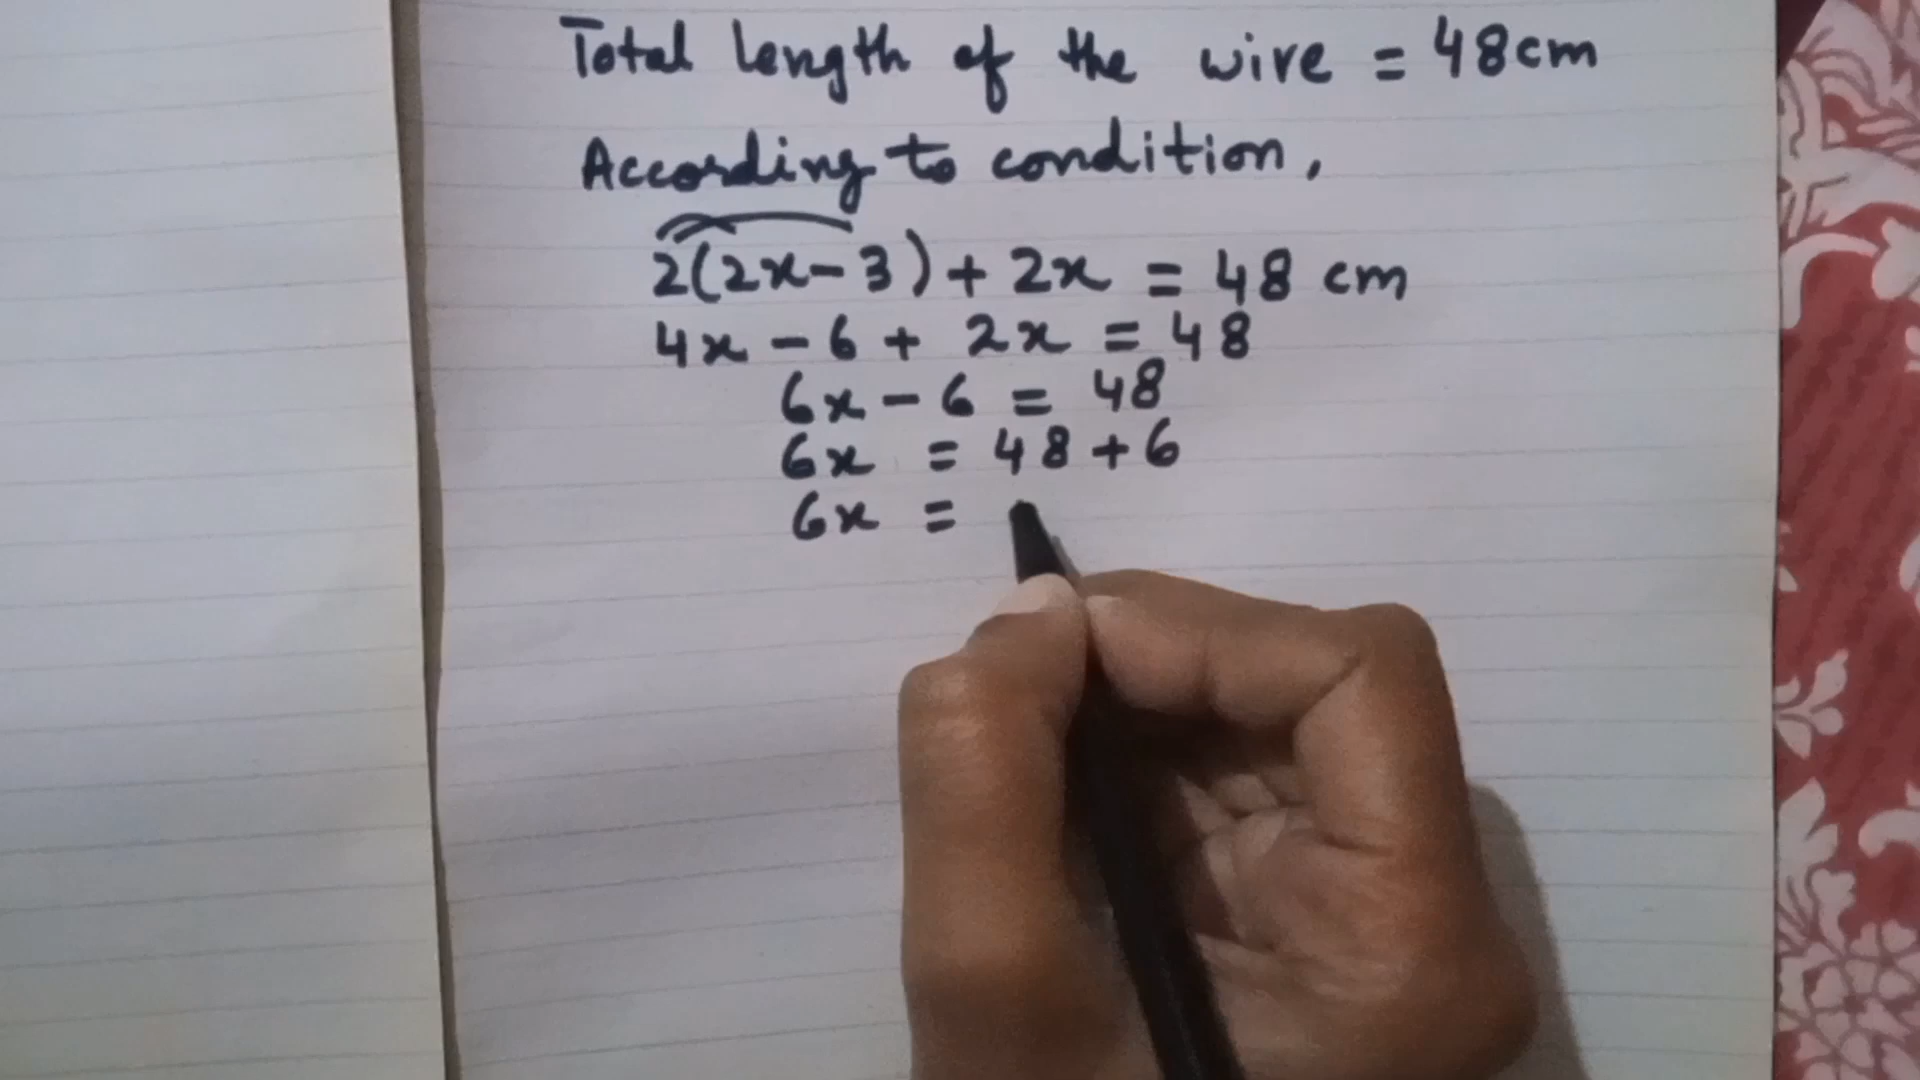 Total length of the wire = 48cm
According to condition,
2(2x-3) + 2x = 48 cm
4x - 6 + 2x = 48
6x - 6 = 48
6x = 48 + 6
6x =